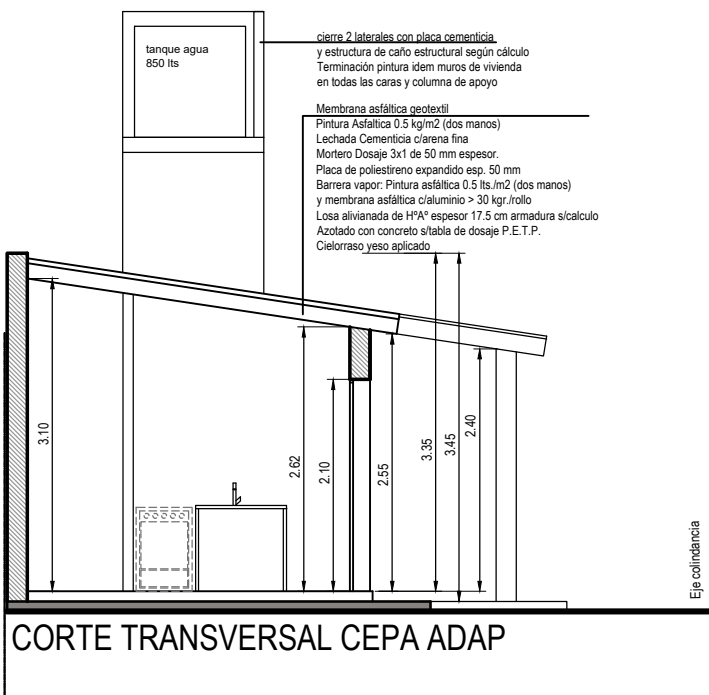 tanque agua
850 lts
cierre 2 laterales con placa cementicia
y estructura de caño estructural según cálculo
Terminación pintura idem muros de vivienda
en todas las caras y columna de apoyo
Membrana asfáltica geotextil
Pintura Asfaltica 0.5 kg/m2 (dos manos)
Lechada Cementicia c/arena fina
Mortero Dosaje 3x1 de 50 mm espesor.
Placa de poliestireno expandido esp. 50 mm
Barrera vapor: Pintura asfáltica 0.5 lts./m2 (dos manos)
y membrana asfáltica c/aluminio > 30 kgr./rollo
Losa alivianada de HºAº espesor 17.5 cm armadura s/calculo
Azotado con concreto s/tabla de dosaje P.E.T.P.
Cielorraso yeso aplicado
3.10
2.62
2.10
2.55
3.35
3.45
2.40
Eje colindancia
CORTE TRANSVERSAL CEPA ADAP